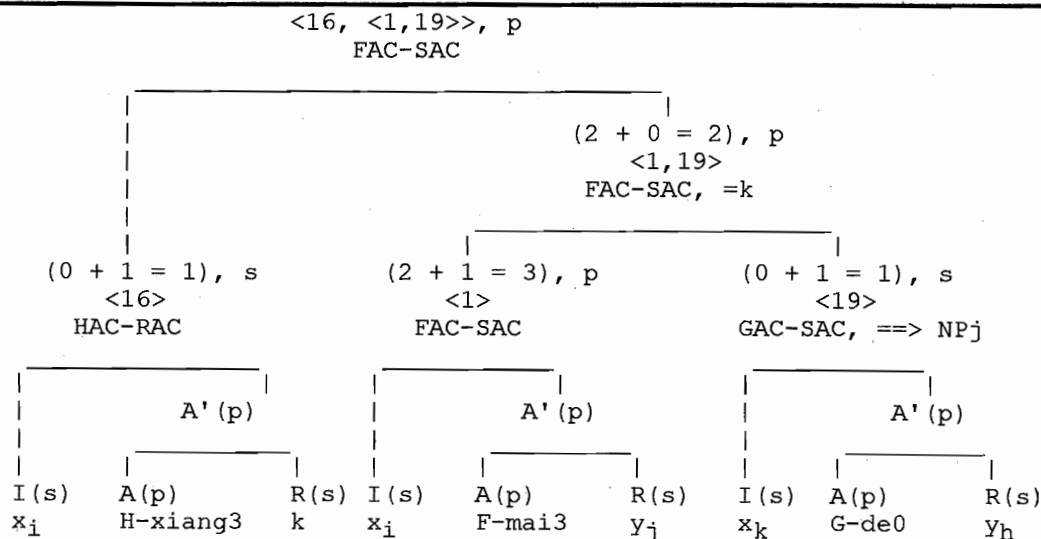 <16, <1,19>>, p
FAC-SAC
(2 + 0 = 2), p
<1,19>
FAC-SAC, =k
(0 + 1 = 1), s (2 + 1 = 3), p (0 + 1 = 1), s
<16> <1> <19>
HAC-RAC FAC-SAC GAC-SAC, ==> NPj
A'(p) A'(p) A'(p)
I(s) A(p) R(s) I(s) A(p) R(s) I(s) A(p) R(s)
xi H-xiang3 k xi F-mai3 yj xk G-de0 yh